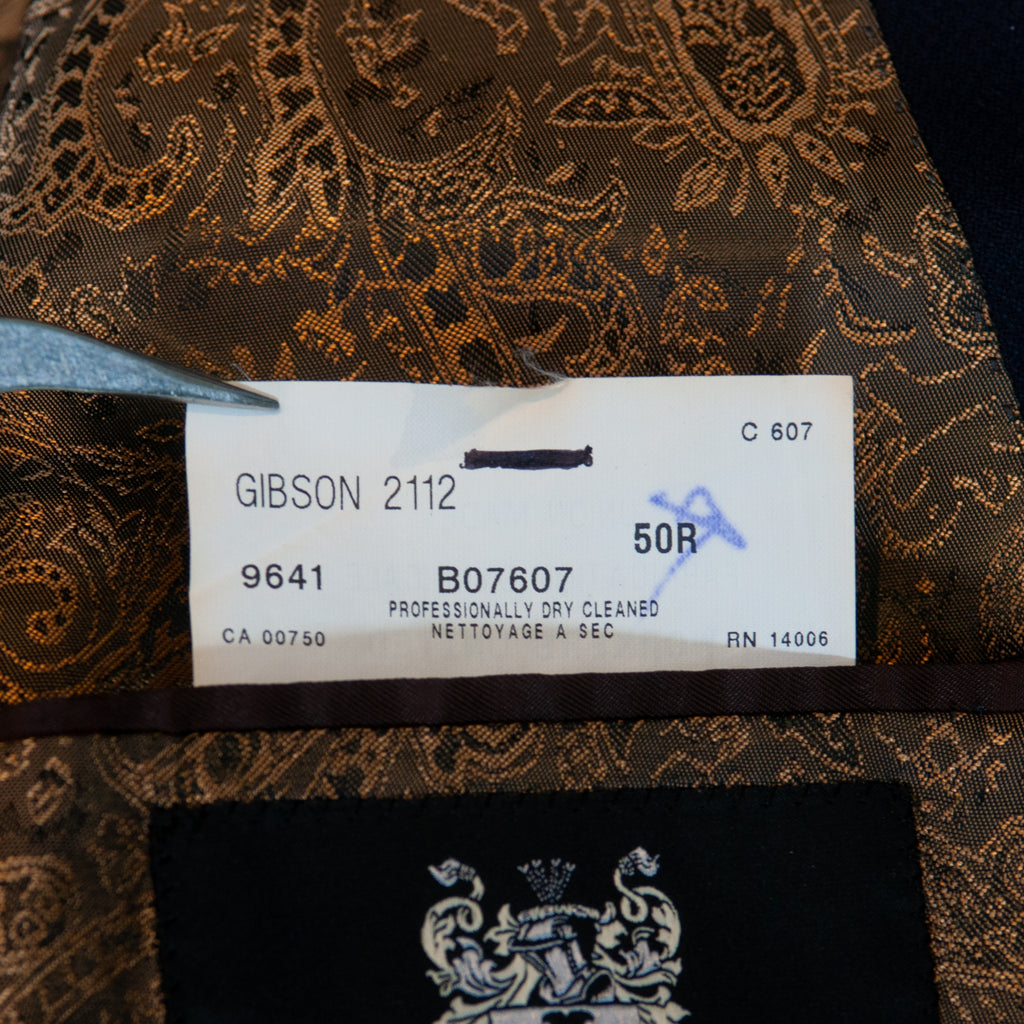 C 607
GIBSON 2112
50R
9641 B07607
PROFESSIONALLY DRY CLEANED
NETTOYAGE A SEC
CA 00750 RN 14006